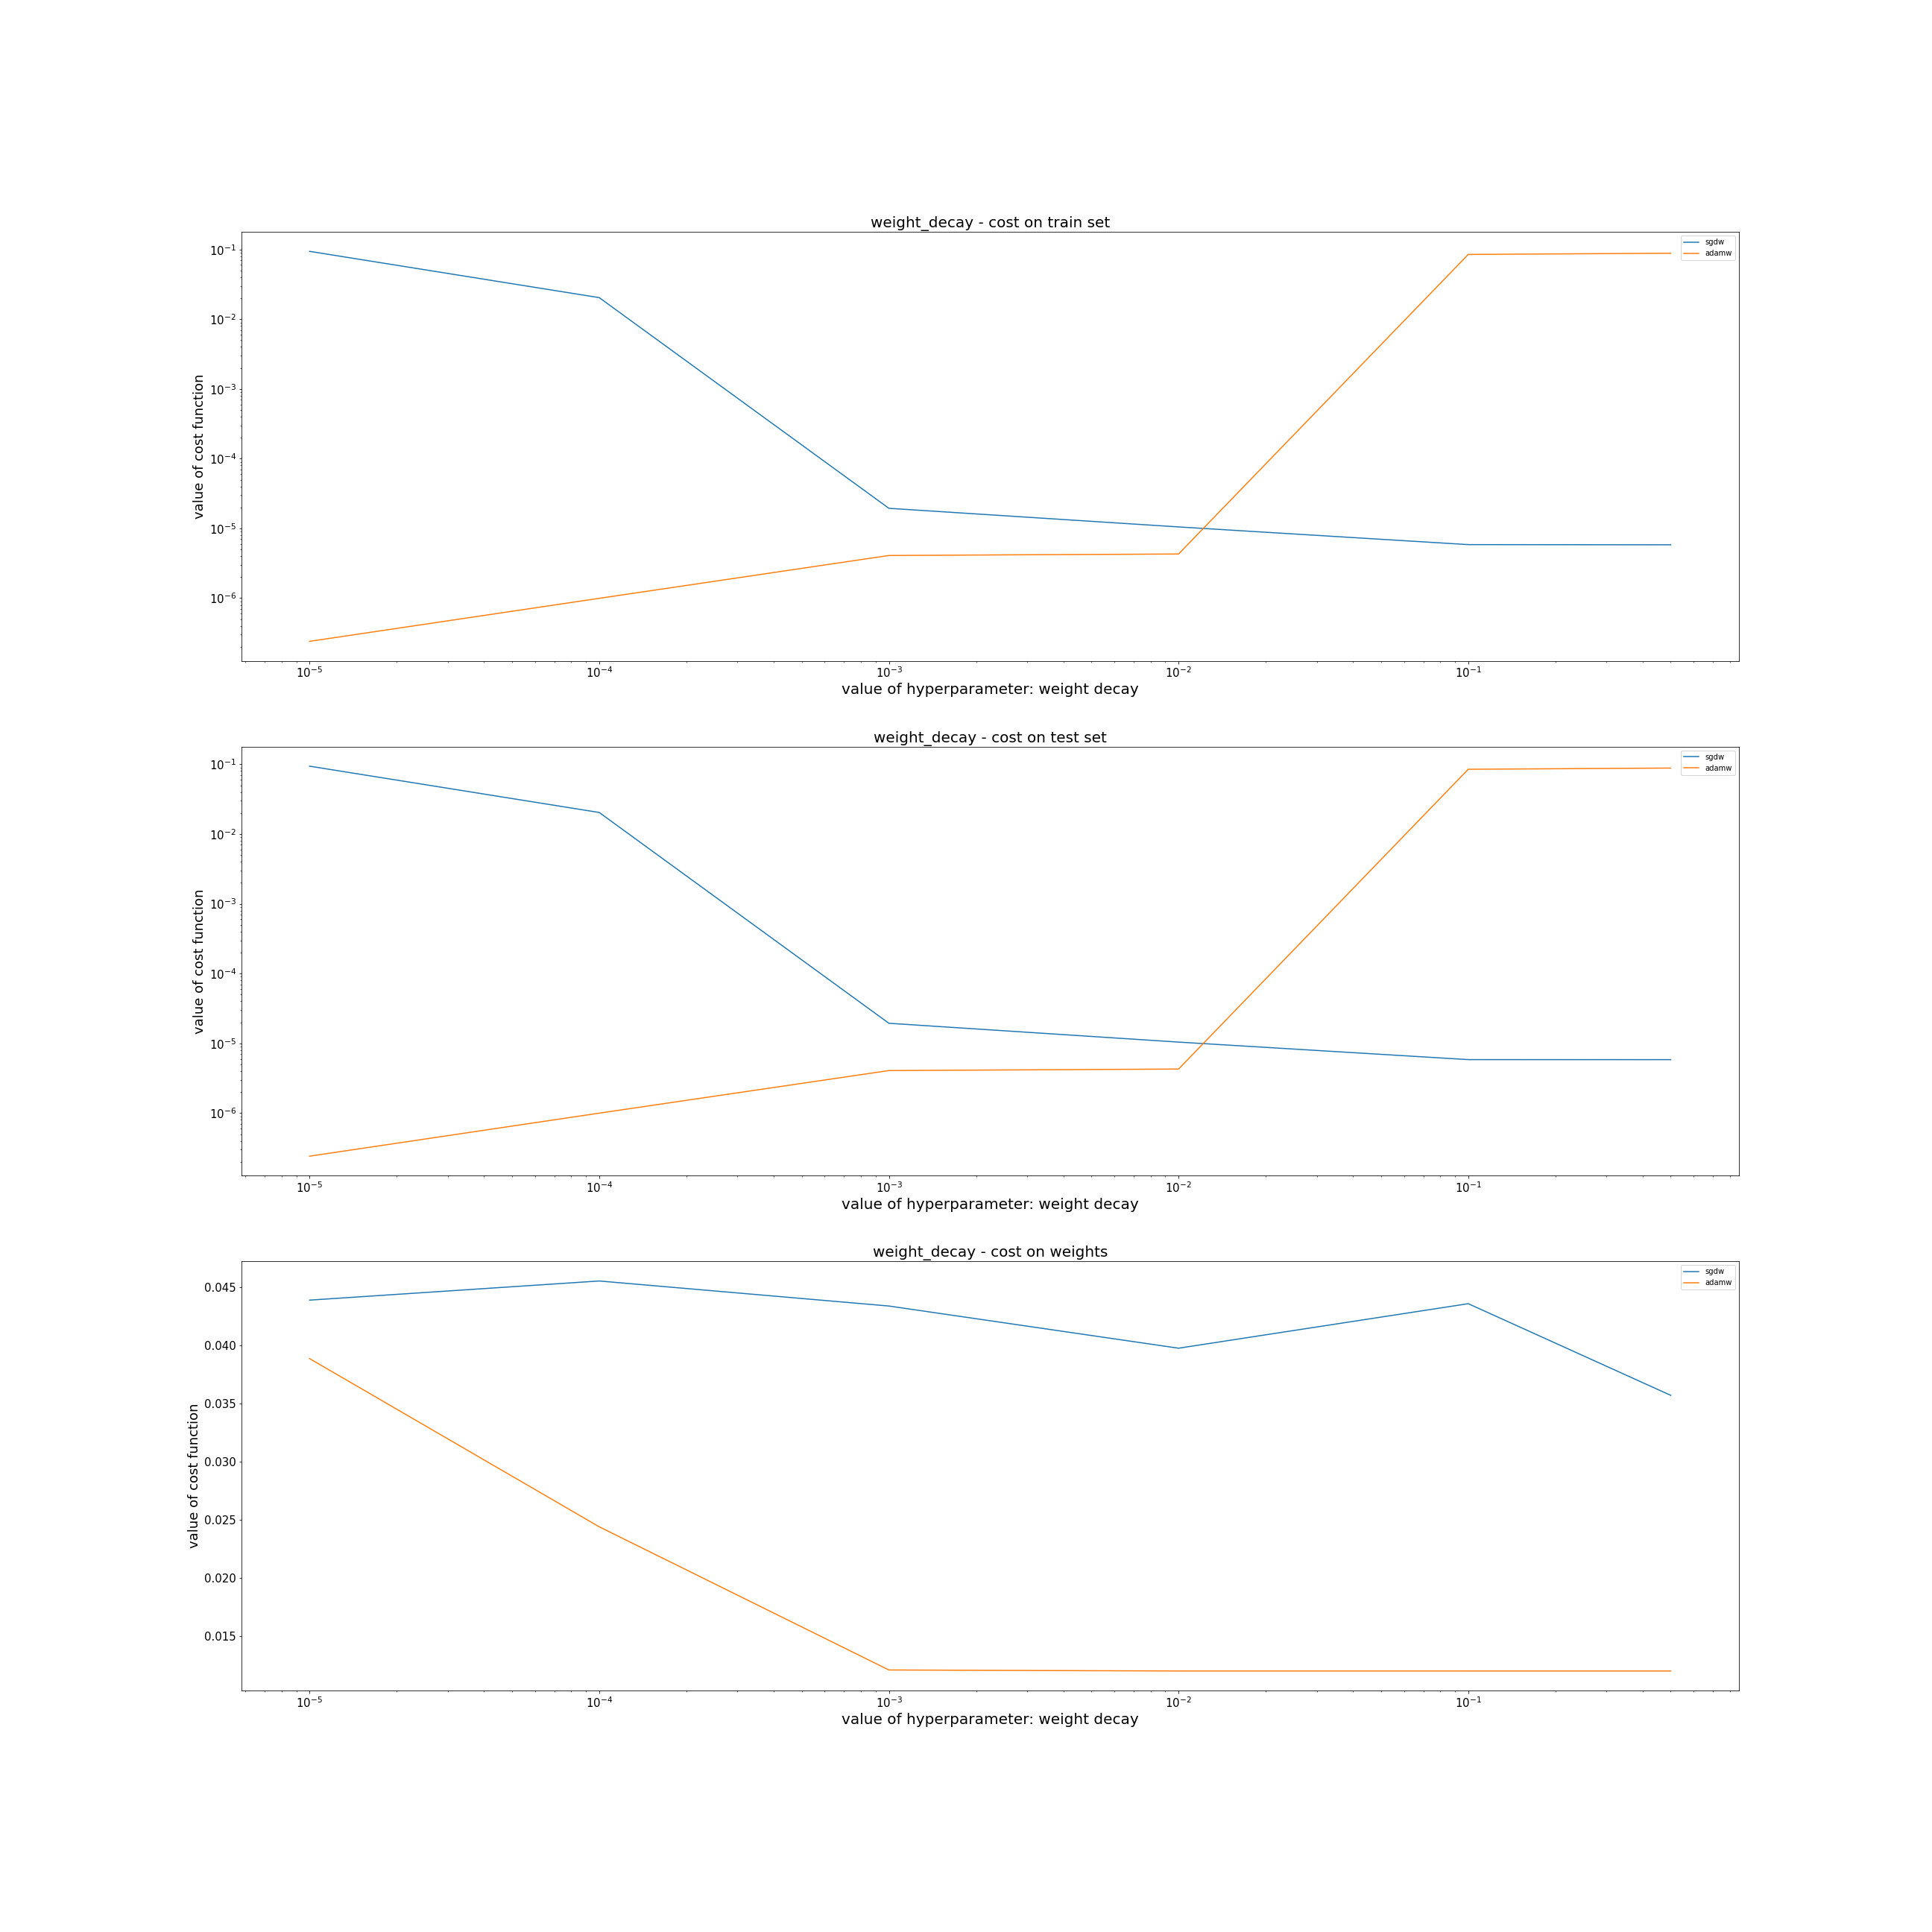 weight_decay - cost on train set
sgdw
adamw
10⁻¹
10⁻²
10⁻³
10⁻⁴
10⁻⁵
10⁻⁶
value of cost function
10⁻⁵ 10⁻⁴ 10⁻³ 10⁻² 10⁻¹
value of hyperparameter: weight decay
weight_decay - cost on test set
sgdw
adamw
10⁻¹
10⁻²
10⁻³
10⁻⁴
10⁻⁵
10⁻⁶
value of cost function
10⁻⁵ 10⁻⁴ 10⁻³ 10⁻² 10⁻¹
value of hyperparameter: weight decay
weight_decay - cost on weights
sgdw
adamw
0.045
0.040
0.035
0.030
0.025
0.020
0.015
value of cost function
10⁻⁵ 10⁻⁴ 10⁻³ 10⁻² 10⁻¹
value of hyperparameter: weight decay